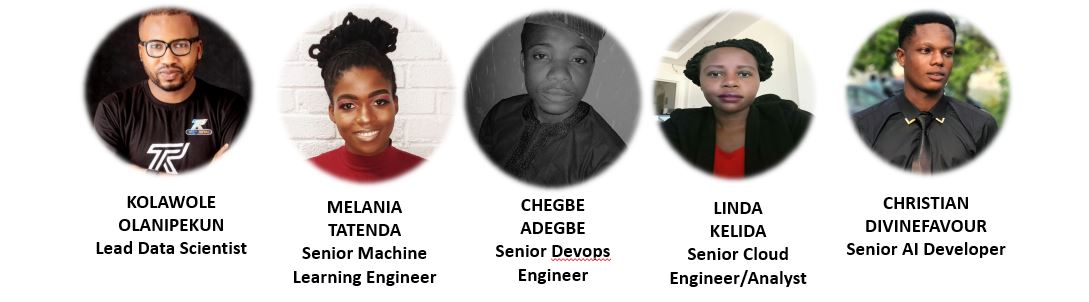 KOLAWOLE
OLANIPEKUN
Lead Data Scientist
MELANIA
TATENDA
Senior Machine
Learning Engineer
CHEGBE
ADEGBE
Senior Devops
Engineer
LINDA
KELIDA
Senior Cloud
Engineer/Analyst
CHRISTIAN
DIVINEFAVOUR
Senior AI Developer